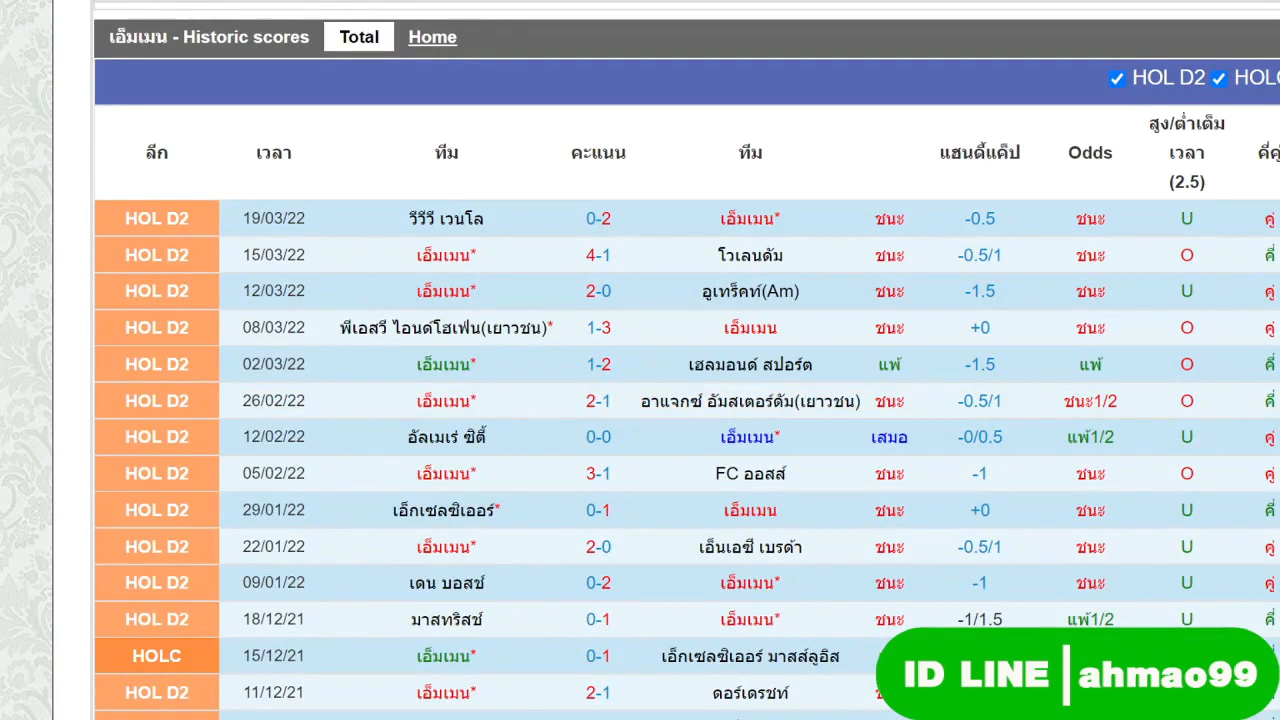 เอ็มเมน - Historic scores Total Home
HOL D2 HOLC
ลีก เวลา ทีม คะแนน ทีม แฮนดี้แค็ป Odds สูง/ต่ำเต็มเวลา (2.5) คี่คู่
HOL D2 19/03/22 วีวีวี เวนโล 0-2 เอ็มเมน* ชนะ -0.5 ชนะ U คู่
HOL D2 15/03/22 เอ็มเมน* 4-1 โวเลนดัม ชนะ -0.5/1 ชนะ O คี่
HOL D2 12/03/22 เอ็มเมน* 2-0 อูเทร็คท์(Am) ชนะ -1.5 ชนะ U คู่
HOL D2 08/03/22 พีเอสวี ไอนด์โฮเฟ่น(เยาวชน)* 1-3 เอ็มเมน ชนะ +0 ชนะ O คู่
HOL D2 02/03/22 เอ็มเมน* 1-2 เฮลมอนด์ สปอร์ต แพ้ -1.5 แพ้ O คี่
HOL D2 26/02/22 เอ็มเมน* 2-1 อาแจกซ์ อัมสเตอร์ดัม(เยาวชน) ชนะ -0.5/1 ชนะ1/2 O คี่
HOL D2 12/02/22 อัลเมเร่ ซิตี้ 0-0 เอ็มเมน* เสมอ -0/0.5 แพ้1/2 U คู่
HOL D2 05/02/22 เอ็มเมน* 3-1 FC ออสส์ ชนะ -1 ชนะ O คู่
HOL D2 29/01/22 เอ็กเซลซิเออร์* 0-1 เอ็มเมน ชนะ +0 ชนะ U คี่
HOL D2 22/01/22 เอ็มเมน* 2-0 เอ็นเอซี เบรด้า ชนะ -0.5/1 ชนะ U คู่
HOL D2 09/01/22 เดน บอสช์ 0-2 เอ็มเมน* ชนะ -1 ชนะ U คู่
HOL D2 18/12/21 มาสทริสช์ 0-1 เอ็มเมน* ชนะ -1/1.5 แพ้1/2 U คี่
HOLC 15/12/21 เอ็มเมน* 0-1 เอ็กเซลซิเออร์ มาสส์ลูอิส
HOL D2 11/12/21 เอ็มเมน* 2-1 ดอร์เดรชท์
ID LINE ahmao99